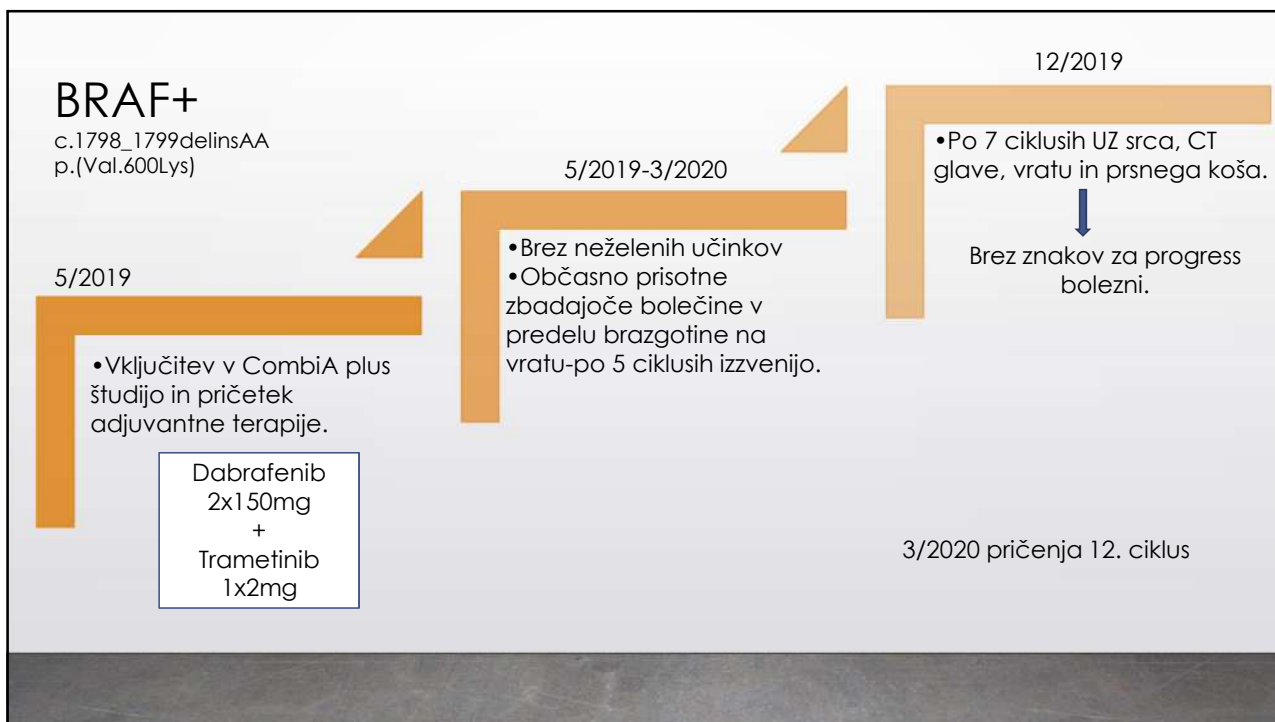 BRAF+
c.1798_1799delinsAA
p.(Val.600Lys)
5/2019
•Vključitev v CombiA plus
študijo in pričetek
adjuvantne terapije.
Dabrafenib
2x150mg
+
Trametinib
1x2mg
5/2019-3/2020
•Brez neželenih učinkov
•Občasno prisotne
zbadajoče bolečine v
predelu brazgotine na
vratu-po 5 ciklusih izzvenijo.
12/2019
•Po 7 ciklusih UZ srca, CT
glave, vratu in prsnega koša.
Brez znakov za progress
bolezni.
3/2020 pričenja 12. ciklus